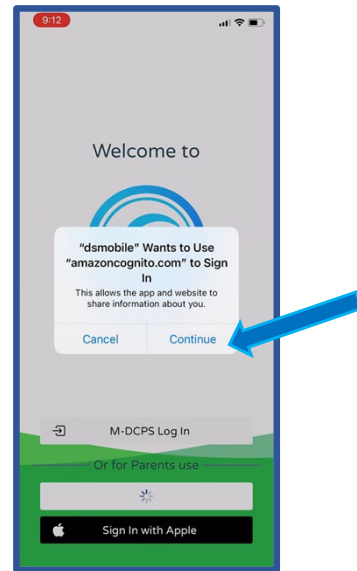 9:12
Welcome to
"dsmobile" Wants to Use
"amazoncognito.com" to Sign
In
This allows the app and website to
share information about you.
Cancel Continue
M-DCPS Log In
Or for Parents use
Sign In with Apple